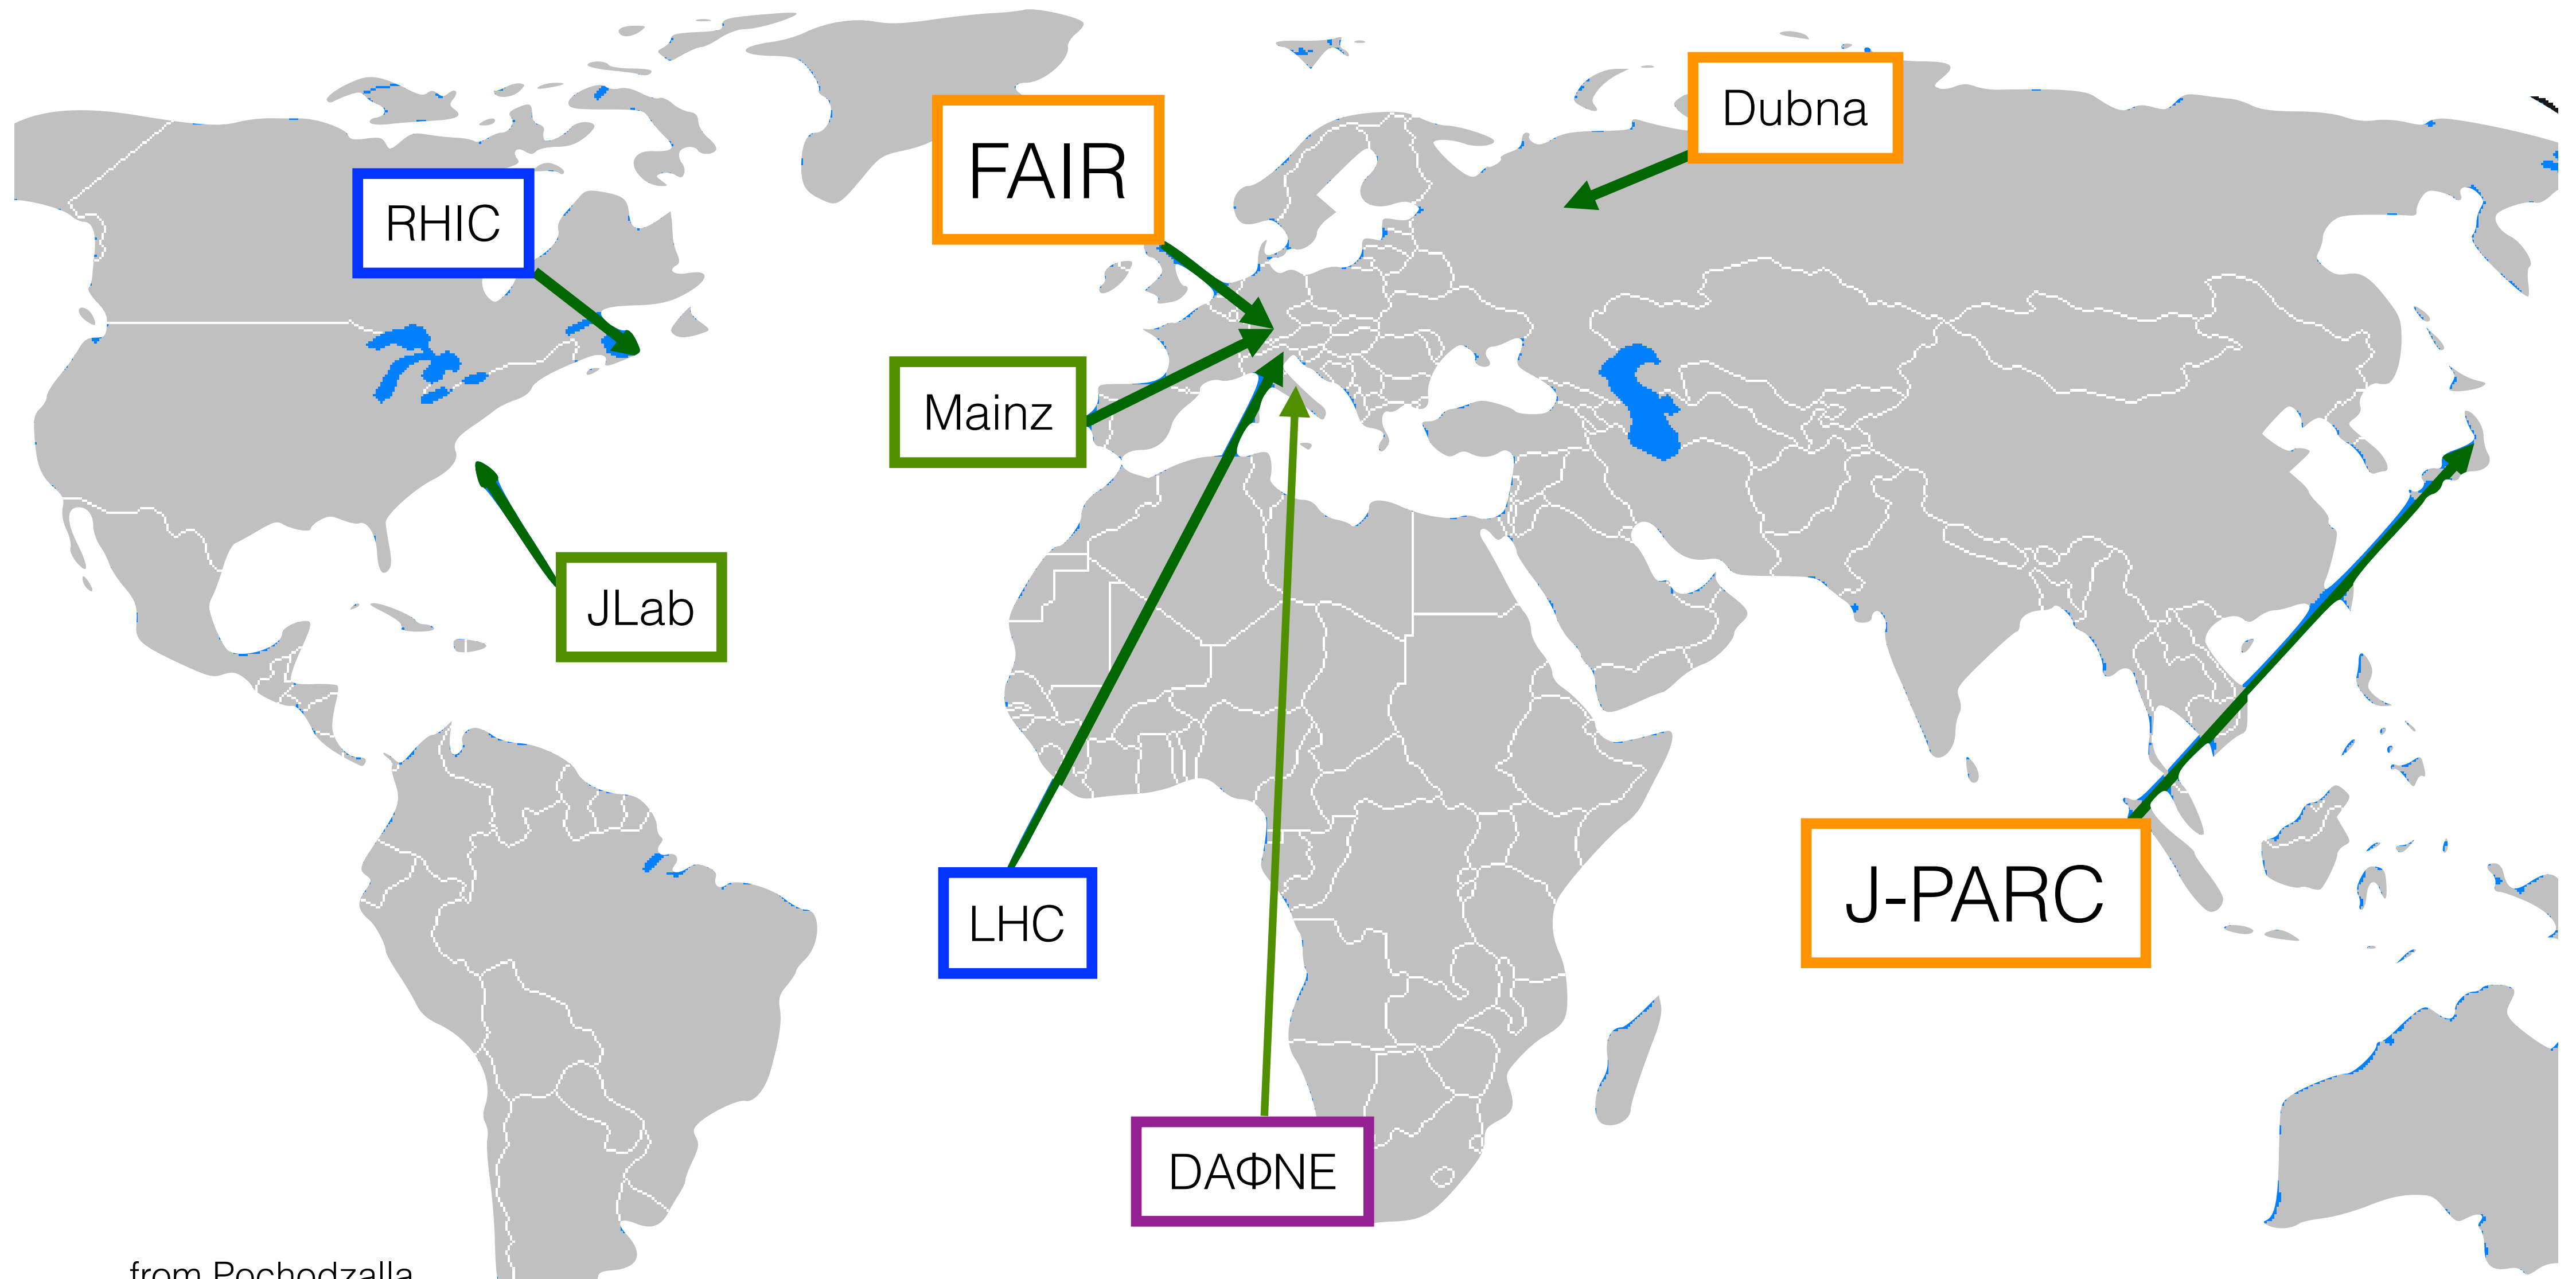 Dubna
FAIR
RHIC
Mainz
JLab
J-PARC
LHC
DAΦNE
from Pochodzalla